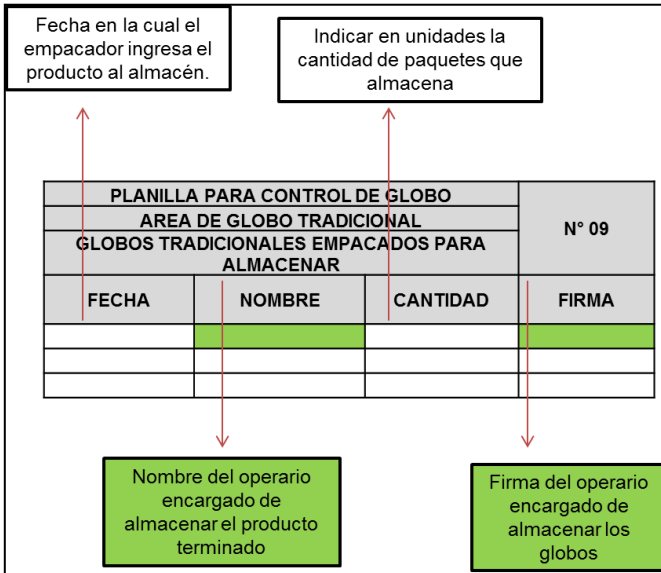 Fecha en la cual el
empacador ingresa el
producto al almacén.
Indicar en unidades la
cantidad de paquetes que
almacena
PLANILLA PARA CONTROL DE GLOBO
AREA DE GLOBO TRADICIONAL
GLOBOS TRADICIONALES EMPACADOS PARA
ALMACENAR
N° 09
FECHA NOMBRE CANTIDAD FIRMA
Nombre del operario
encargado de
almacenar el producto
terminado
Firma del operario
encargado de
almacenar los
globos